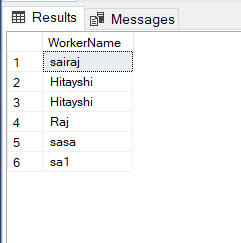 Results Messages
WorkerName
1 sairaj
2 Hitayshi
3 Hitayshi
4 Raj
5 sasa
6 sa1